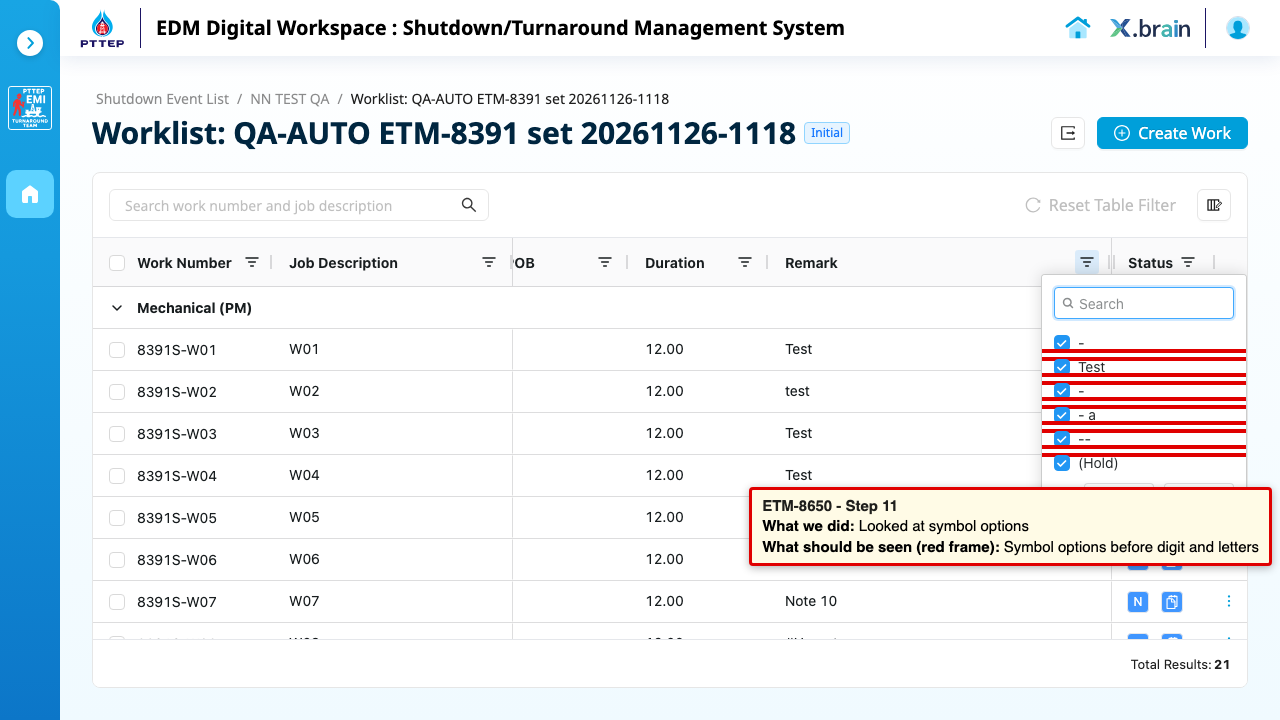 PTTEP
EDM Digital Workspace : Shutdown/Turnaround Management System
X.brain
PTTEP
EMI
TURNAROUND
TEAM
Shutdown Event List / NN TEST QA / Worklist: QA-AUTO ETM-8391 set 20261126-1118
Worklist: QA-AUTO ETM-8391 set 20261126-1118
Initial
Create Work
Search work number and job description
Reset Table Filter
Work Number
Job Description
OB
Duration
Remark
Status
Search
-
Test
-
- a
--
(Hold)
Mechanical (PM)
8391S-W01 W01 12.00 Test
8391S-W02 W02 12.00 test
8391S-W03 W03 12.00 Test
8391S-W04 W04 12.00 Test
8391S-W05 W05 12.00
8391S-W06 W06 12.00
8391S-W07 W07 12.00 Note 10 N
ETM-8650 - Step 11
What we did: Looked at symbol options
What should be seen (red frame): Symbol options before digit and letters
Total Results: 21